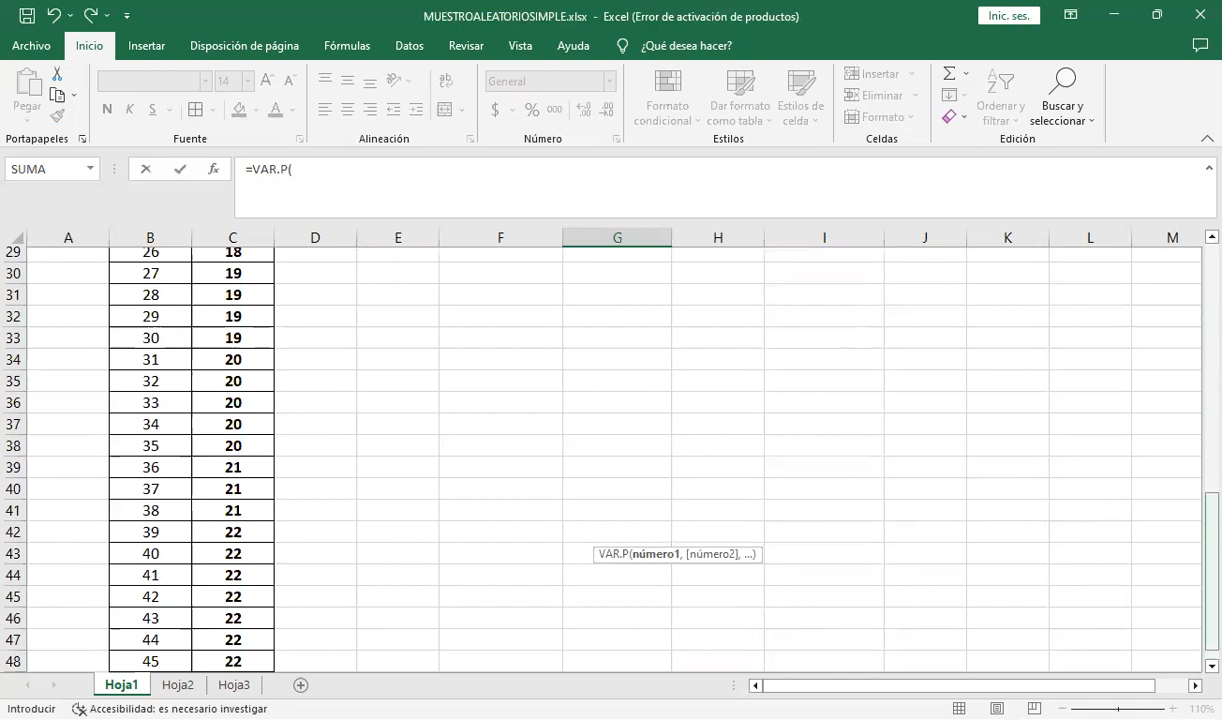 MUESTROALEATORIOSIMPLE.xlsx - Excel (Error de activación de productos)
Inic. ses.
Archivo Inicio Insertar Disposición de página Fórmulas Datos Revisar Vista Ayuda ¿Qué desea hacer?
Pegar
N K S
14 A A
ab
General
$ % 000
Formato condicional
Dar formato como tabla
Estilos de celda
Insertar
Eliminar
Formato
Ordenar y filtrar
Buscar y seleccionar
Portapapeles Fuente Alineación Número Estilos Celdas Edición
SUMA fx =VAR.P(
A B C D E F G H I J K L M
29 26 18
30 27 19
31 28 19
32 29 19
33 30 19
34 31 20
35 32 20
36 33 20
37 34 20
38 35 20
39 36 21
40 37 21
41 38 21
42 39 22
43 40 22 VAR.P(número1, [número2], ...)
44 41 22
45 42 22
46 43 22
47 44 22
48 45 22
Hoja1 Hoja2 Hoja3
Introducir Accesibilidad: es necesario investigar 110%